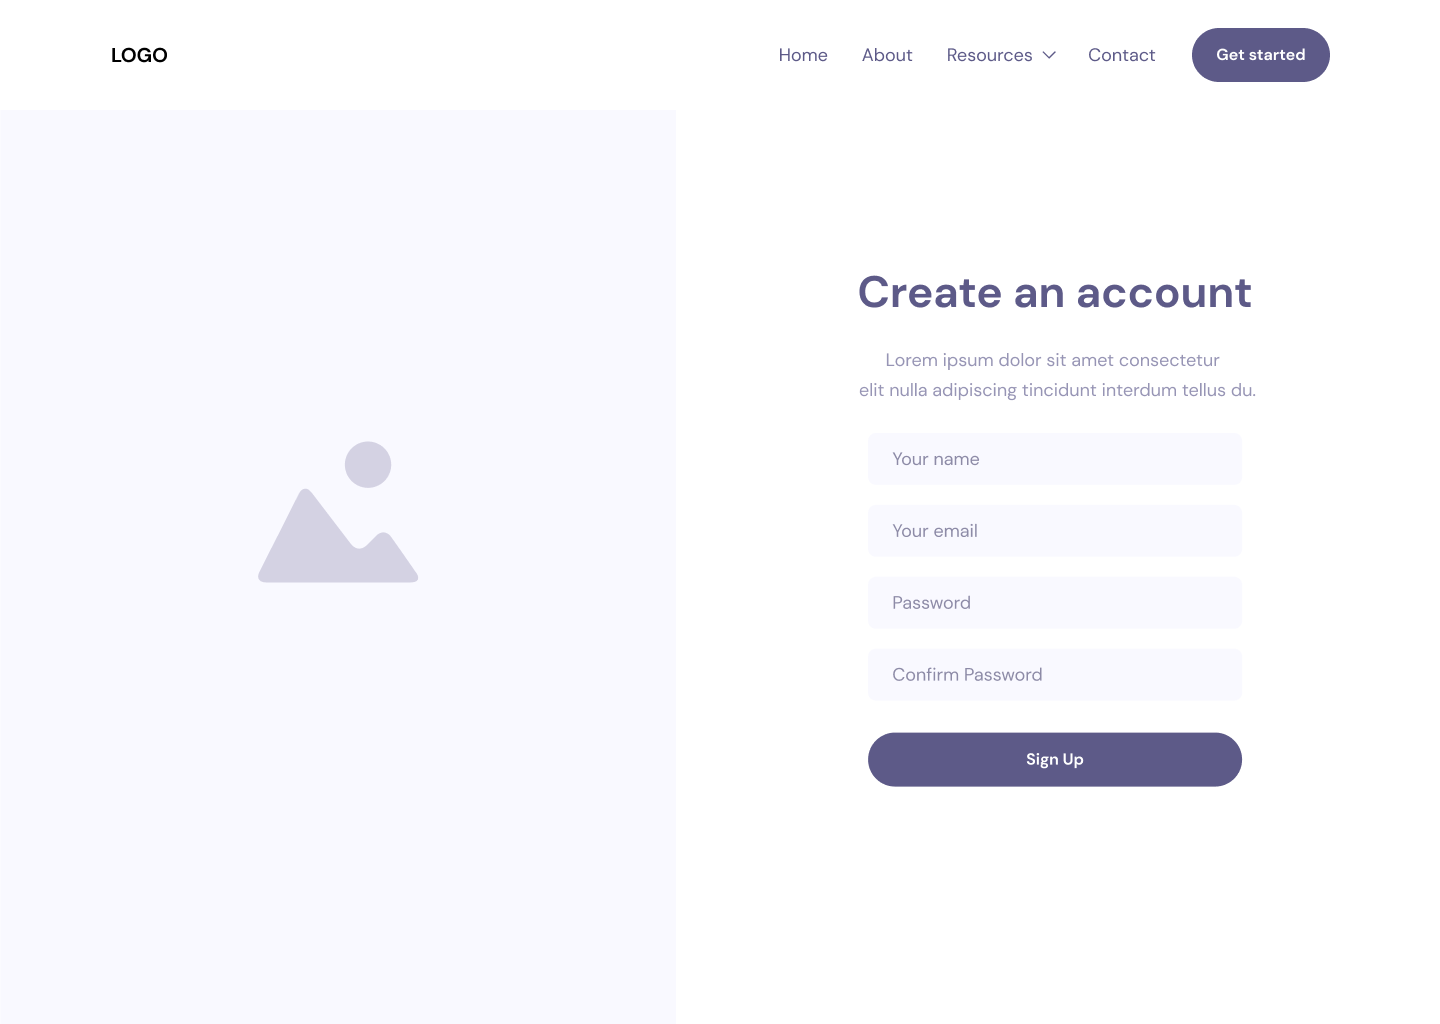 LOGO
Home
About
Resources
Contact
Get started
Create an account
Lorem ipsum dolor sit amet consectetur
elit nulla adipiscing tincidunt interdum tellus du.
Your name
Your email
Password
Confirm Password
Sign Up